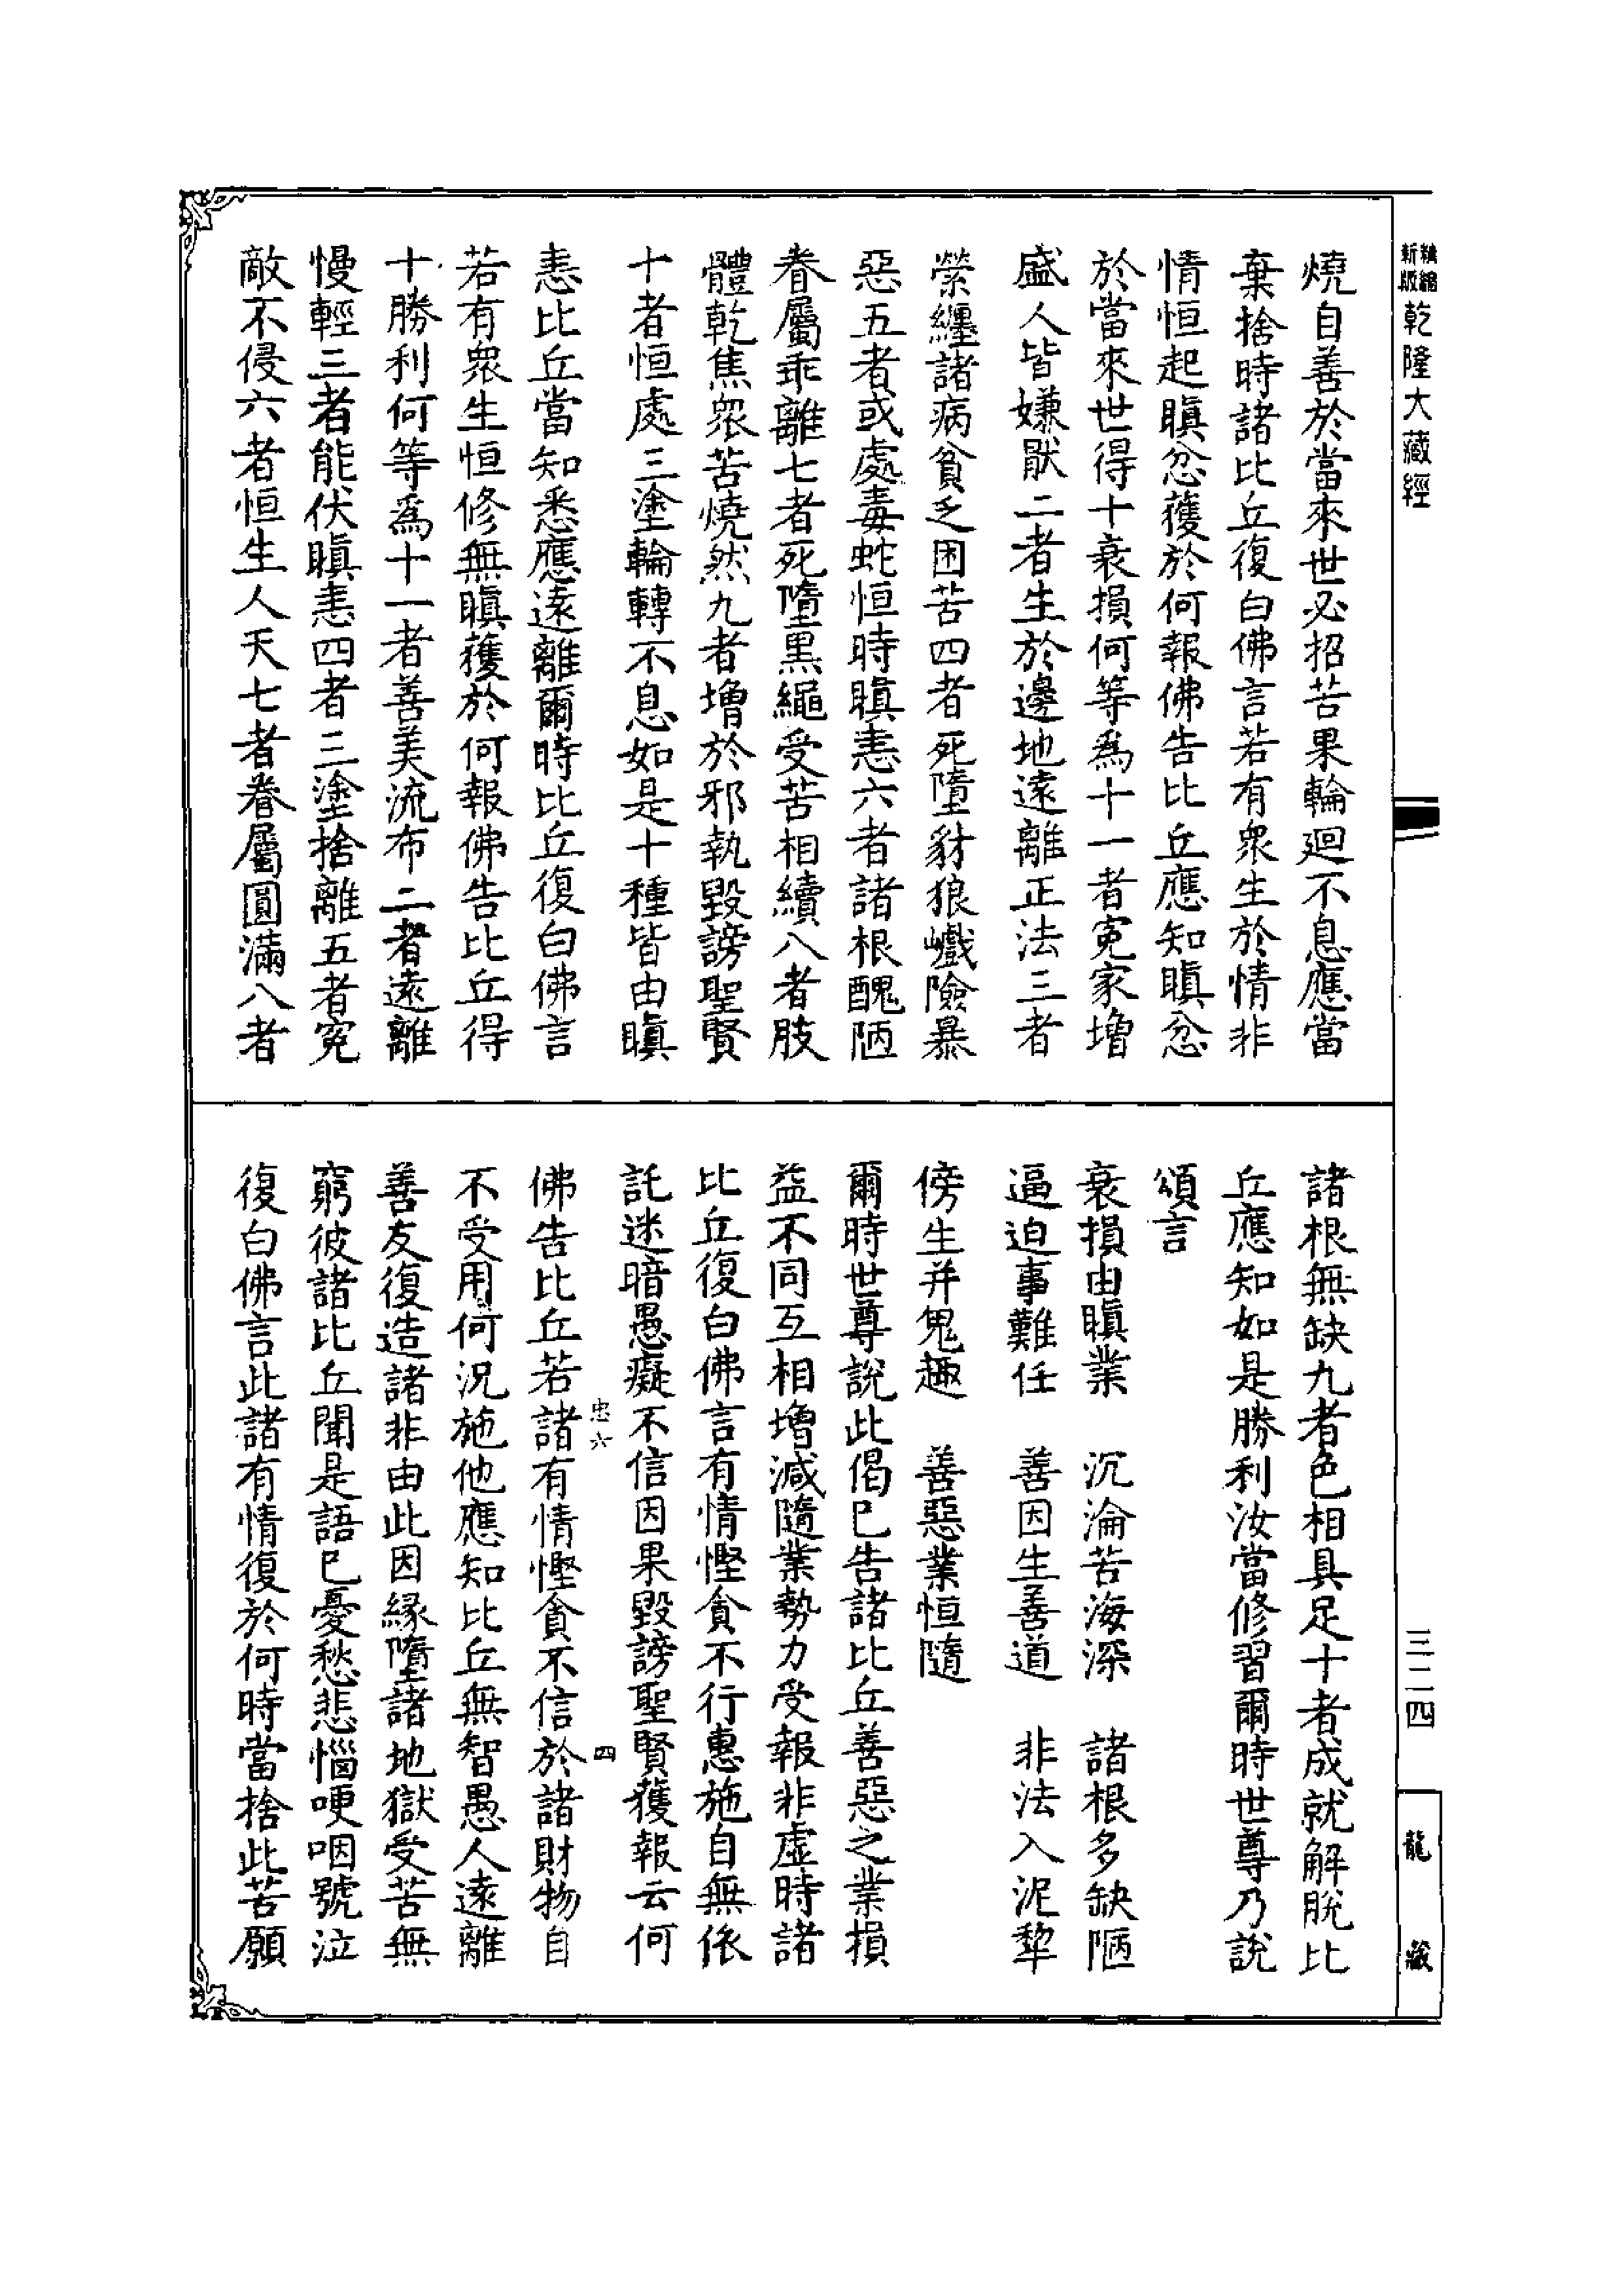 精縮
新版
乾隆大藏經
燒自善於當來世必招苦果輪迴不息應當
棄捨時諸比丘復白佛言若有衆生於情非
情恒起瞋忿獲於何報佛告比丘應知瞋忿
於當來世得十衰損何等爲十一者寃家增
盛人皆嫌厭二者生於邊地遠離正法三者
縈纏諸病貧乏困苦四者死墮豺狼巇險暴
惡五者或處毒蛇恒時瞋恚六者諸根醜陋
眷屬乖離七者死墮黑繩受苦相續八者肢
體乾焦衆苦燒然九者增於邪執毀謗聖賢
十者恒處三塗輪轉不息如是十種皆由瞋
恚比丘當知悉應遠離爾時比丘復白佛言
若有衆生恒修無瞋獲於何報佛告比丘得
十勝利何等爲十一者善美流布二者遠離
慢輕三者能伏瞋恚四者三塗捨離五者寃
敵不侵六者恒生人天七者眷屬圓滿八者
諸根無缺九者色相具足十者成就解脫比
丘應知如是勝利汝當修習爾時世尊乃說
頌言
衰損由瞋業　沉淪苦海深　諸根多缺陋
逼迫事難任　善因生善道　非法入泥犂
傍生并鬼趣　善惡業恒隨
爾時世尊說此偈已告諸比丘善惡之業損
益不同互相增減隨業勢力受報非虛時諸
比丘復白佛言有情慳貪不行惠施自無依
託迷暗愚癡不信因果毀謗聖賢獲報云何
忠六　四
佛告比丘若諸有情慳貪不信於諸財物自
不受用何況施他應知比丘無智愚人遠離
善友復造諸非由此因緣墮諸地獄受苦無
窮彼諸比丘聞是語已憂愁悲惱哽咽號泣
復白佛言此諸有情復於何時當捨此苦願
三二四
龍藏